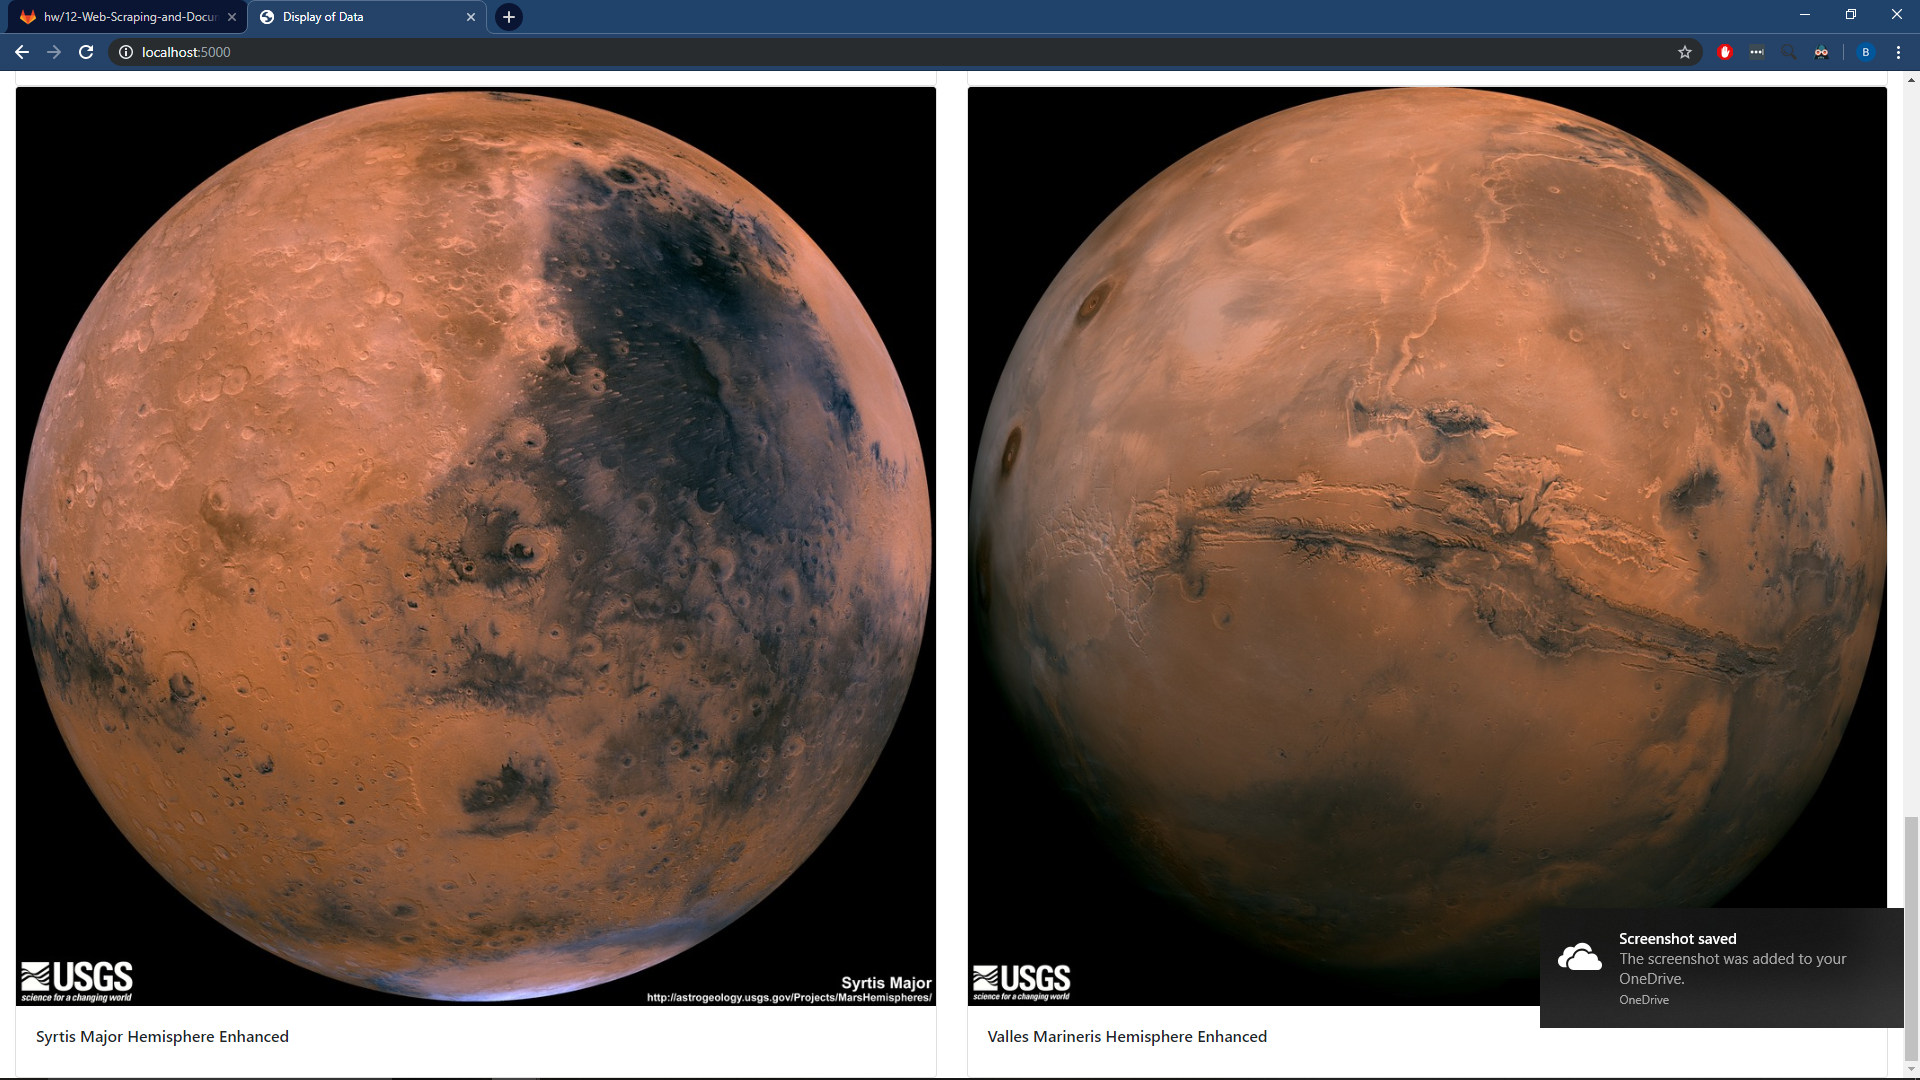 hw/12-Web-Scraping-and-Docu
Display of Data
localhost:5000
B
USGS
science for a changing world
Syrtis Major
http://astrogeology.usgs.gov/Projects/MarsHemispheres/
USGS
science for a changing world
Screenshot saved
The screenshot was added to your
OneDrive.
OneDrive
Syrtis Major Hemisphere Enhanced
Valles Marineris Hemisphere Enhanced